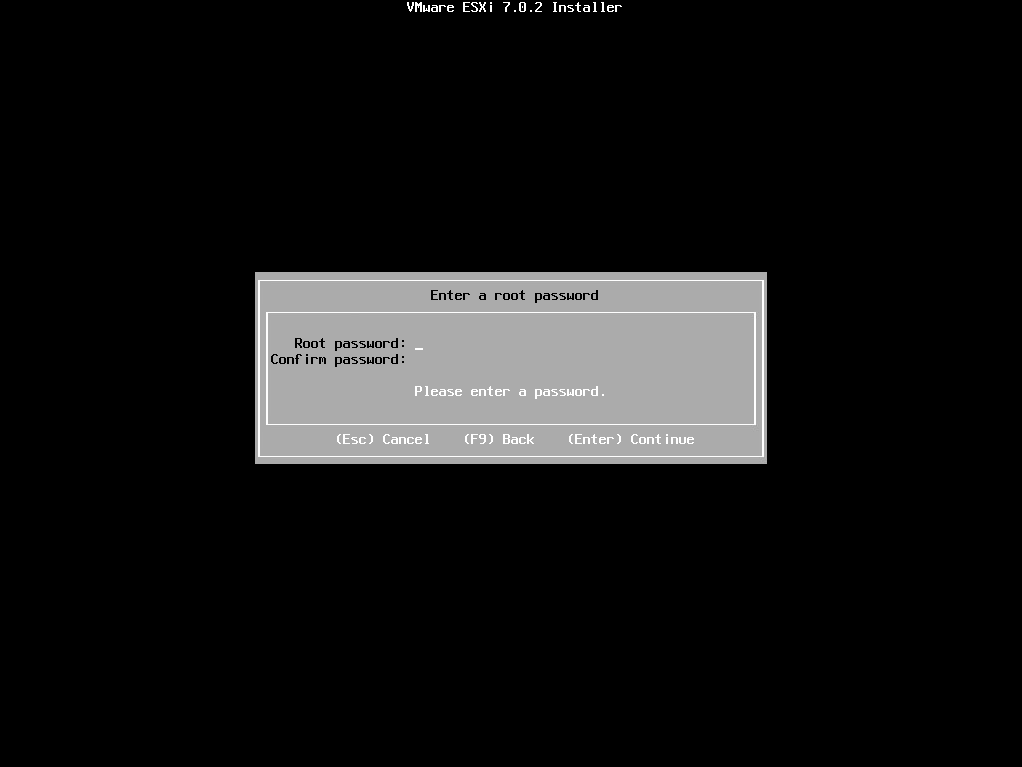 VMware ESXi 7.0.2 Installer
Enter a root password
Root password: _
Confirm password:
Please enter a password.
(Esc) Cancel    (F9) Back    (Enter) Continue